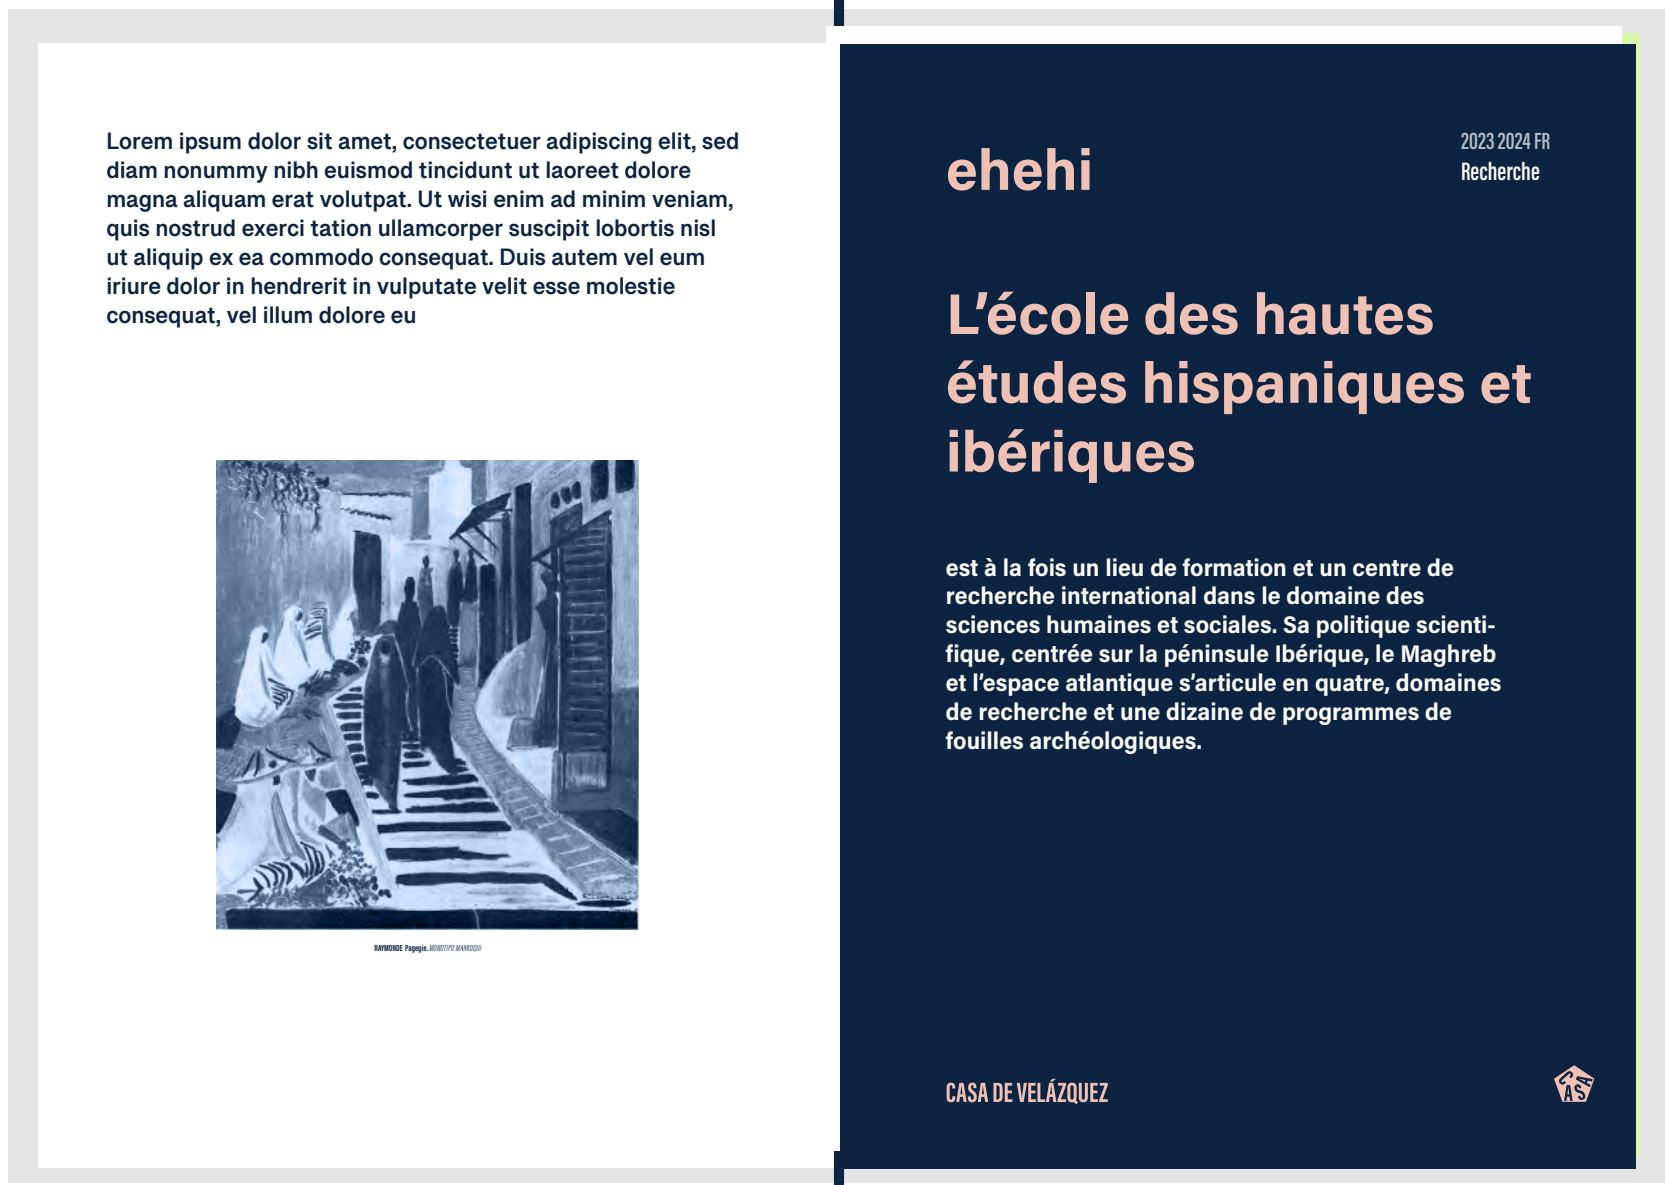 Lorem ipsum dolor sit amet, consectetuer adipiscing elit, sed
diam nonummy nibh euismod tincidunt ut laoreet dolore
magna aliquam erat volutpat. Ut wisi enim ad minim veniam,
quis nostrud exerci tation ullamcorper suscipit lobortis nisl
ut aliquip ex ea commodo consequat. Duis autem vel eum
iriure dolor in hendrerit in vulputate velit esse molestie
consequat, vel illum dolore eu
RAYMONDE Pagegie. MONOTIPO MARROQUI
ehehi
2023 2024 FR
Recherche
L’école des hautes
études hispaniques et
ibériques
est à la fois un lieu de formation et un centre de
recherche international dans le domaine des
sciences humaines et sociales. Sa politique scienti-
fique, centrée sur la péninsule Ibérique, le Maghreb
et l’espace atlantique s’articule en quatre, domaines
de recherche et une dizaine de programmes de
fouilles archéologiques.
CASA DE VELÁZQUEZ
CASA